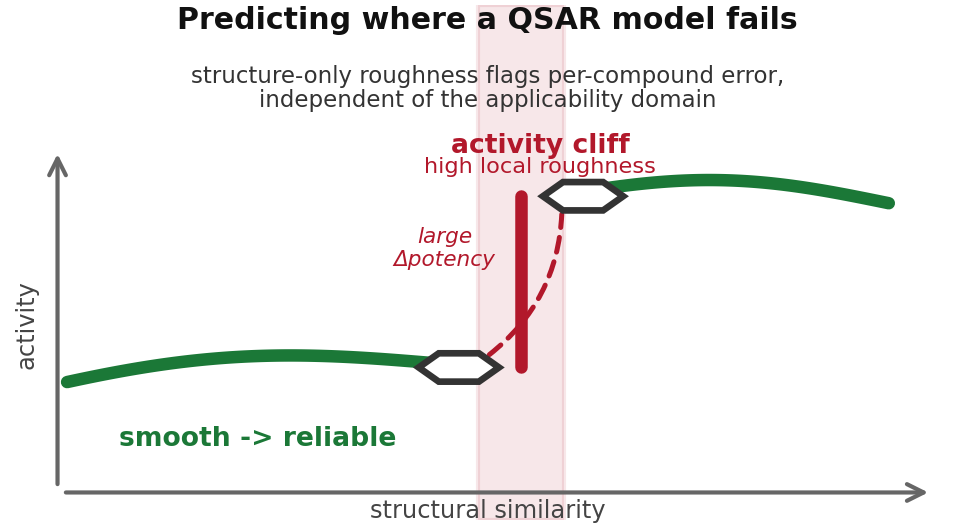 Predicting where a QSAR model fails
structure-only roughness flags per-compound error,
independent of the applicability domain
activity cliff
high local roughness
large
Δpotency
activity
smooth -> reliable
structural similarity